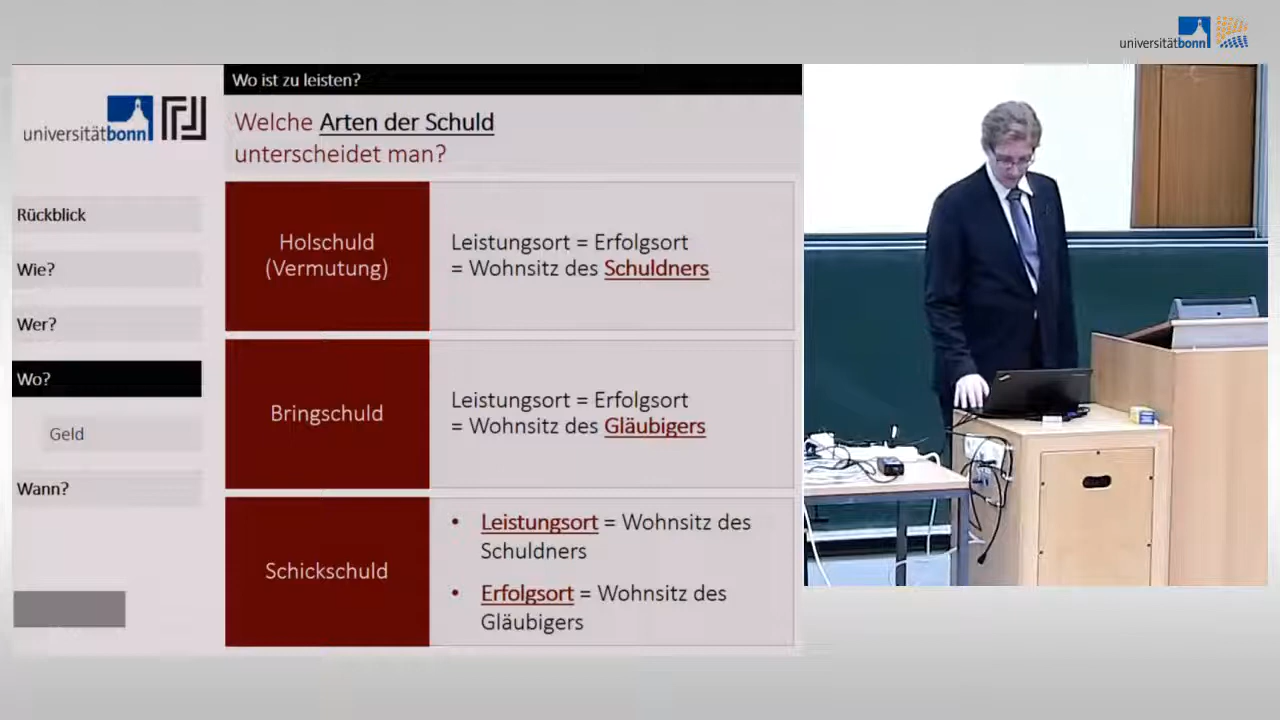 universitätbonn
universitätbonn
Wo ist zu leisten?
Welche Arten der Schuld
unterscheidet man?
Rückblick
Wie?
Wer?
Wo?
Geld
Wann?
Holschuld
(Vermutung)
Leistungsort = Erfolgsort
= Wohnsitz des Schuldners
Bringschuld
Leistungsort = Erfolgsort
= Wohnsitz des Gläubigers
Schickschuld
• Leistungsort = Wohnsitz des
Schuldners
• Erfolgsort = Wohnsitz des
Gläubigers